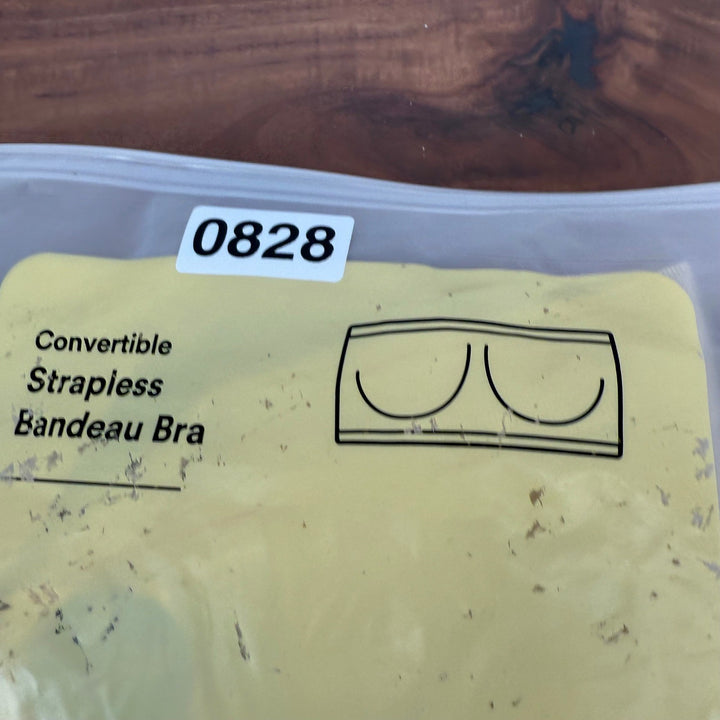 0828
Convertible
Strapless
Bandeau Bra